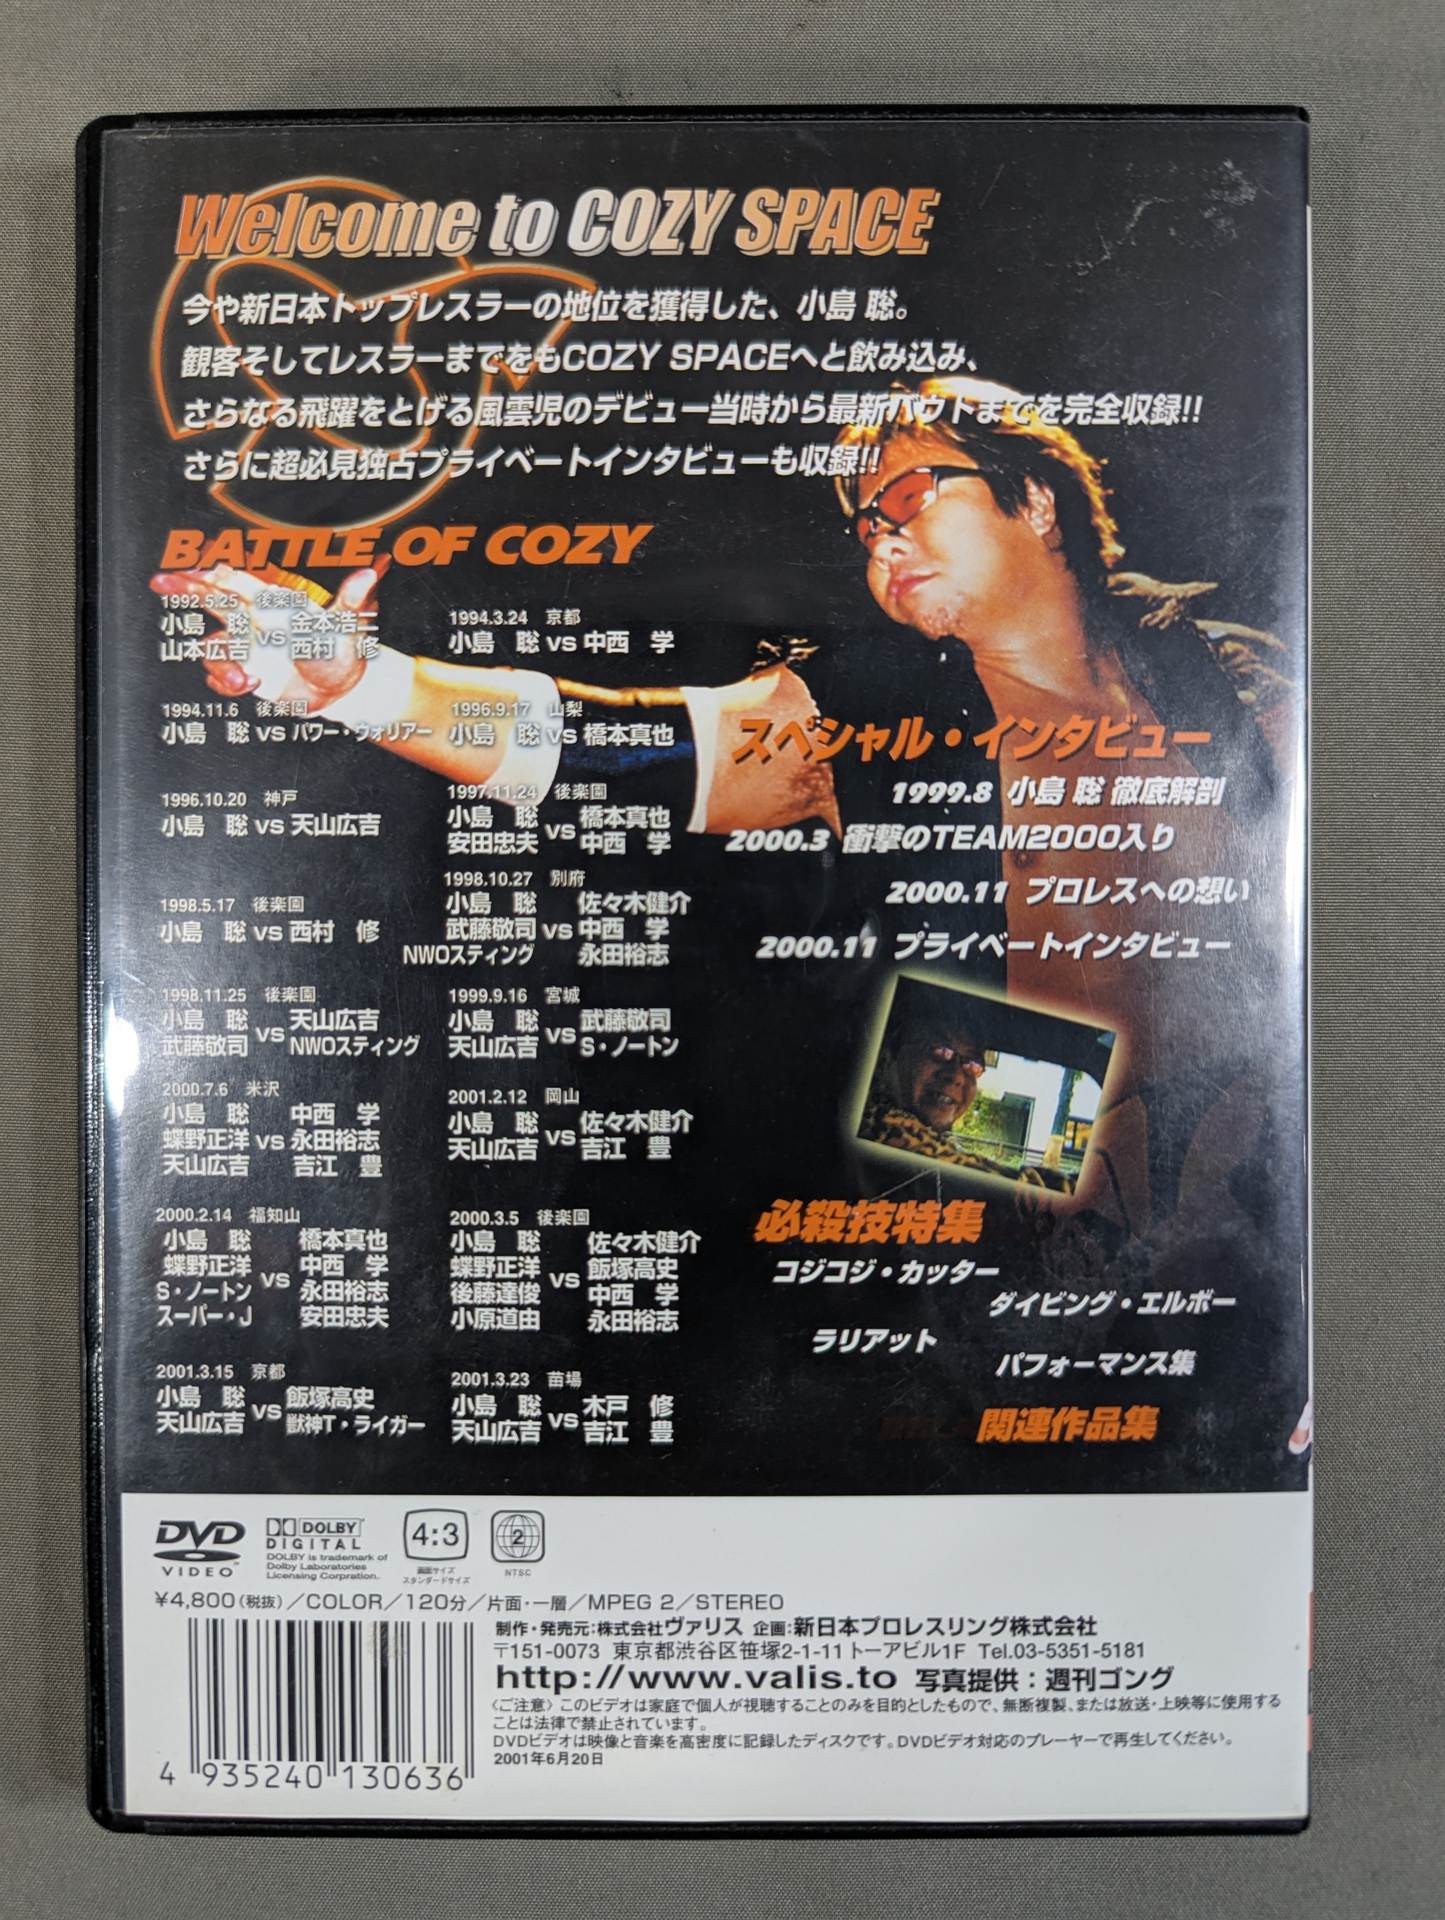 Welcome to COZY SPACE
今や新日本トップレスラーの地位を獲得した、小島 聡。
観客そしてレスラーまでをもCOZY SPACEへと飲み込み、
さらなる飛躍をとげる風雲児のデビュー当時から最新バウトまでを完全収録!!
さらに超必見独占プライベートインタビューも収録!!
BATTLE OF COZY
1992.5.25 後楽園
小島 聡
山本広吉
vs
金本浩二
西村 修
1994.3.24 京都
小島 聡 vs 中西 学
1994.11.6 後楽園
小島 聡 vs パワー・ウォリアー
1996.9.17 山梨
小島 聡 vs 橋本真也
1996.10.20 神戸
小島 聡 vs 天山広吉
1997.11.24 後楽園
小島 聡
安田忠夫
vs
橋本真也
中西 学
1998.5.17 後楽園
小島 聡 vs 西村 修
1998.10.27 別府
小島 聡
武藤敬司
NWOスティング
vs
佐々木健介
中西 学
永田裕志
1998.11.25 後楽園
小島 聡
武藤敬司
vs
天山広吉
NWOスティング
1999.9.16 宮城
小島 聡
天山広吉
vs
武藤敬司
S・ノートン
2000.7.6 米沢
小島 聡
蝶野正洋
天山広吉
vs
中西 学
永田裕志
吉江 豊
2001.2.12 岡山
小島 聡
天山広吉
vs
佐々木健介
吉江 豊
2000.2.14 福知山
小島 聡
蝶野正洋
S・ノートン
スーパー・J
vs
橋本真也
中西 学
永田裕志
安田忠夫
2000.3.5 後楽園
小島 聡
蝶野正洋
後藤達俊
小原道由
vs
佐々木健介
飯塚高史
中西 学
永田裕志
2001.3.15 京都
小島 聡
天山広吉
vs
飯塚高史
獣神T・ライガー
2001.3.23 苗場
小島 聡
天山広吉
vs
木戸 修
吉江 豊
スペシャル・インタビュー
1999.8 小島 聡 徹底解剖
2000.3 衝撃のTEAM2000入り
2000.11 プロレスへの想い
2000.11 プライベートインタビュー
必殺技特集
コジコジ・カッター
ダイビング・エルボー
ラリアット
パフォーマンス集
関連作品集
DVD VIDEO
DOLBY DIGITAL
DOLBY is trademark of
Dolby Laboratories
Licensing Corpration.
4:3
画面サイズ
スタンダードサイズ
2
NTSC
¥4,800(税抜)/COLOR/120分/片面・一層/MPEG 2/STEREO
制作・発売元:株式会社ヴァリス 企画:新日本プロレスリング株式会社
〒151-0073 東京都渋谷区笹塚2-1-11トーアビル1F Tel.03-5351-5181
http://www.valis.to 写真提供:週刊ゴング
〈ご注意〉このビデオは家庭で個人が視聴することのみを目的としたもので、無断複製、または放送・上映等に使用する
ことは法律で禁止されています。
DVDビデオは映像と音楽を高密度に記録したディスクです。DVDビデオ対応のプレーヤーで再生してください。
2001年6月20日
4 935240 130636